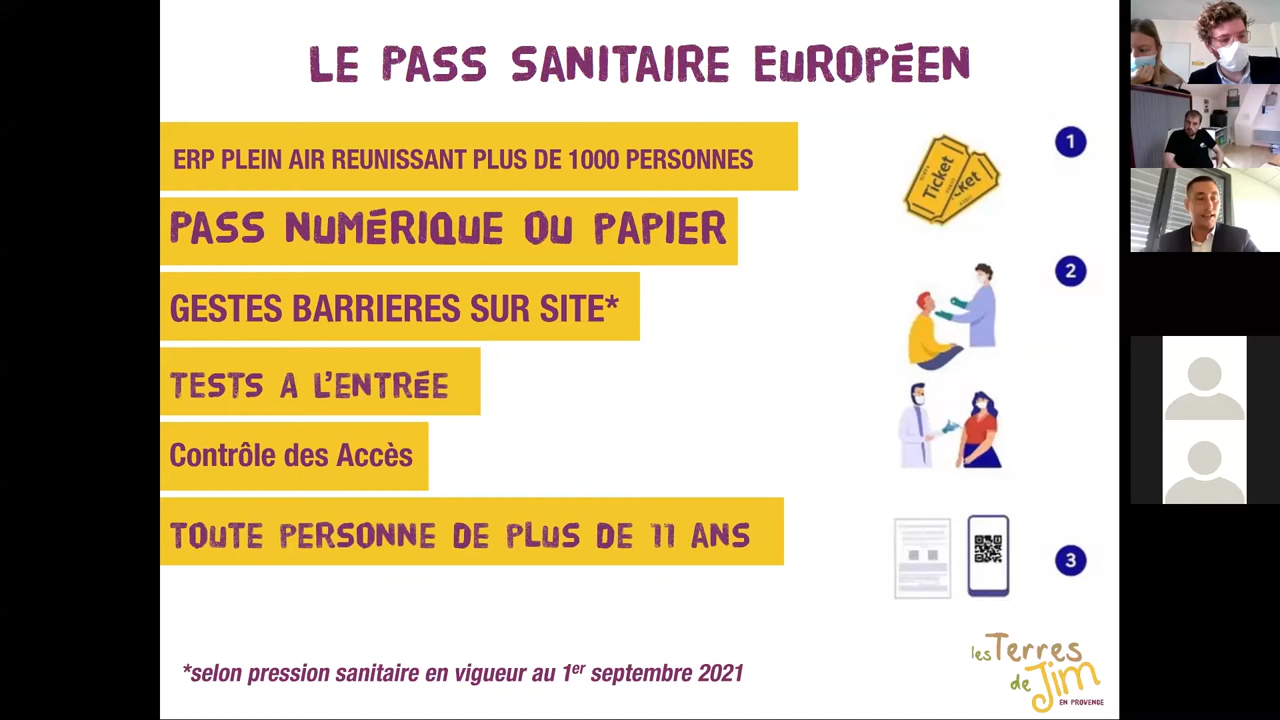 LE PASS SANITAIRE EUROPÉEN
ERP PLEIN AIR REUNISSANT PLUS DE 1000 PERSONNES
PASS NUMÉRIQUE OU PAPIER
GESTES BARRIERES SUR SITE*
TESTS A L'ENTRÉE
Contrôle des Accès
TOUTE PERSONNE DE PLUS DE 11 ANS
Ticket
1
2
3
*selon pression sanitaire en vigueur au 1er septembre 2021
les Terres
de Jim
EN PROVENCE